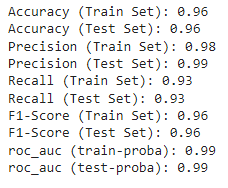 Accuracy (Train Set): 0.96
Accuracy (Test Set): 0.96
Precision (Train Set): 0.98
Precision (Test Set): 0.99
Recall (Train Set): 0.93
Recall (Test Set): 0.93
F1-Score (Train Set): 0.96
F1-Score (Test Set): 0.96
roc_auc (train-proba): 0.99
roc_auc (test-proba): 0.99